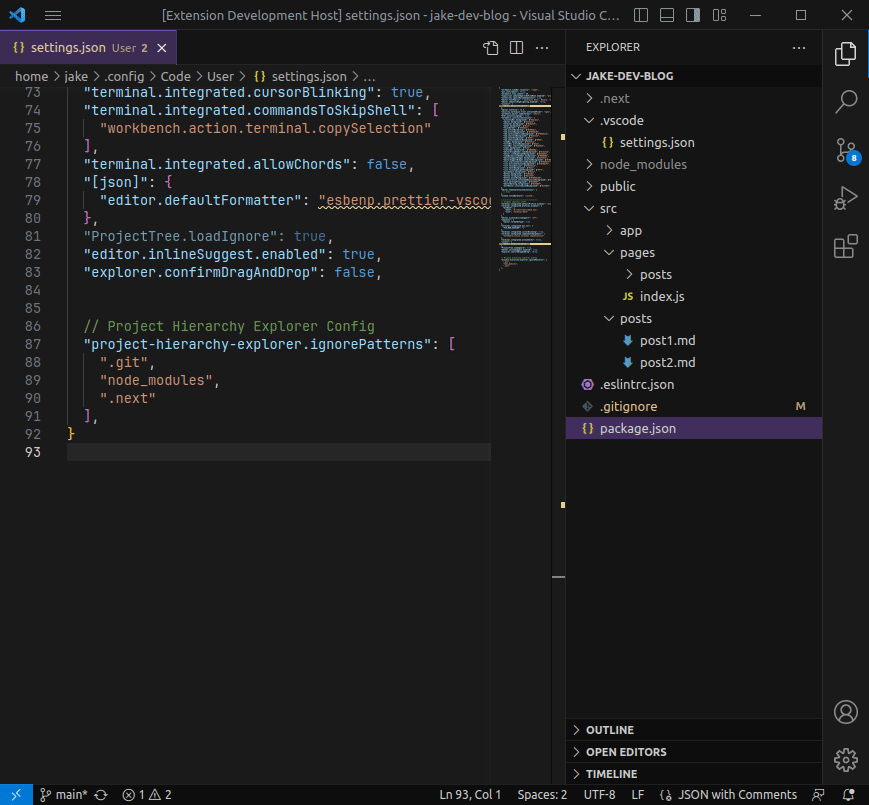 [Extension Development Host] settings.json - jake-dev-blog - Visual Studio C...
{} settings.json User 2
home > jake > .config > Code > User > {} settings.json > ...
73 "terminal.integrated.cursorBlinking": true,
74 "terminal.integrated.commandsToSkipShell": [
75 "workbench.action.terminal.copySelection"
76 ],
77 "terminal.integrated.allowChords": false,
78 "[json]": {
79 "editor.defaultFormatter": "esbenp.prettier-vsco
80 },
81 "ProjectTree.loadIgnore": true,
82 "editor.inlineSuggest.enabled": true,
83 "explorer.confirmDragAndDrop": false,
84
85
86 // Project Hierarchy Explorer Config
87 "project-hierarchy-explorer.ignorePatterns": [
88 ".git",
89 "node_modules",
90 ".next"
91 ],
92 }
93
EXPLORER
JAKE-DEV-BLOG
.next
.vscode
{} settings.json
node_modules
public
src
app
pages
posts
JS index.js
posts
post1.md
post2.md
.eslintrc.json
.gitignore M
{} package.json
OUTLINE
OPEN EDITORS
TIMELINE
8
main* 1 2 Ln 93, Col 1 Spaces: 2 UTF-8 LF {} JSON with Comments